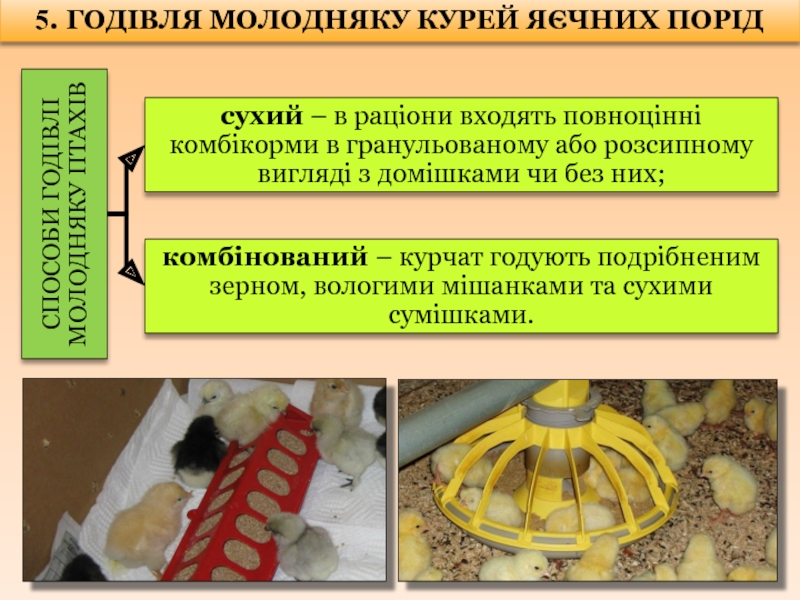 5. ГОДІВЛЯ МОЛОДНЯКУ КУРЕЙ ЯЄЧНИХ ПОРІД
СПОСОБИ ГОДІВЛІ
МОЛОДНЯКУ ПТАХІВ
сухий – в раціони входять повноцінні
комбікорми в гранульованому або розсипному
вигляді з домішками чи без них;
комбінований – курчат годують подрібненим
зерном, вологими мішанками та сухими
сумішками.